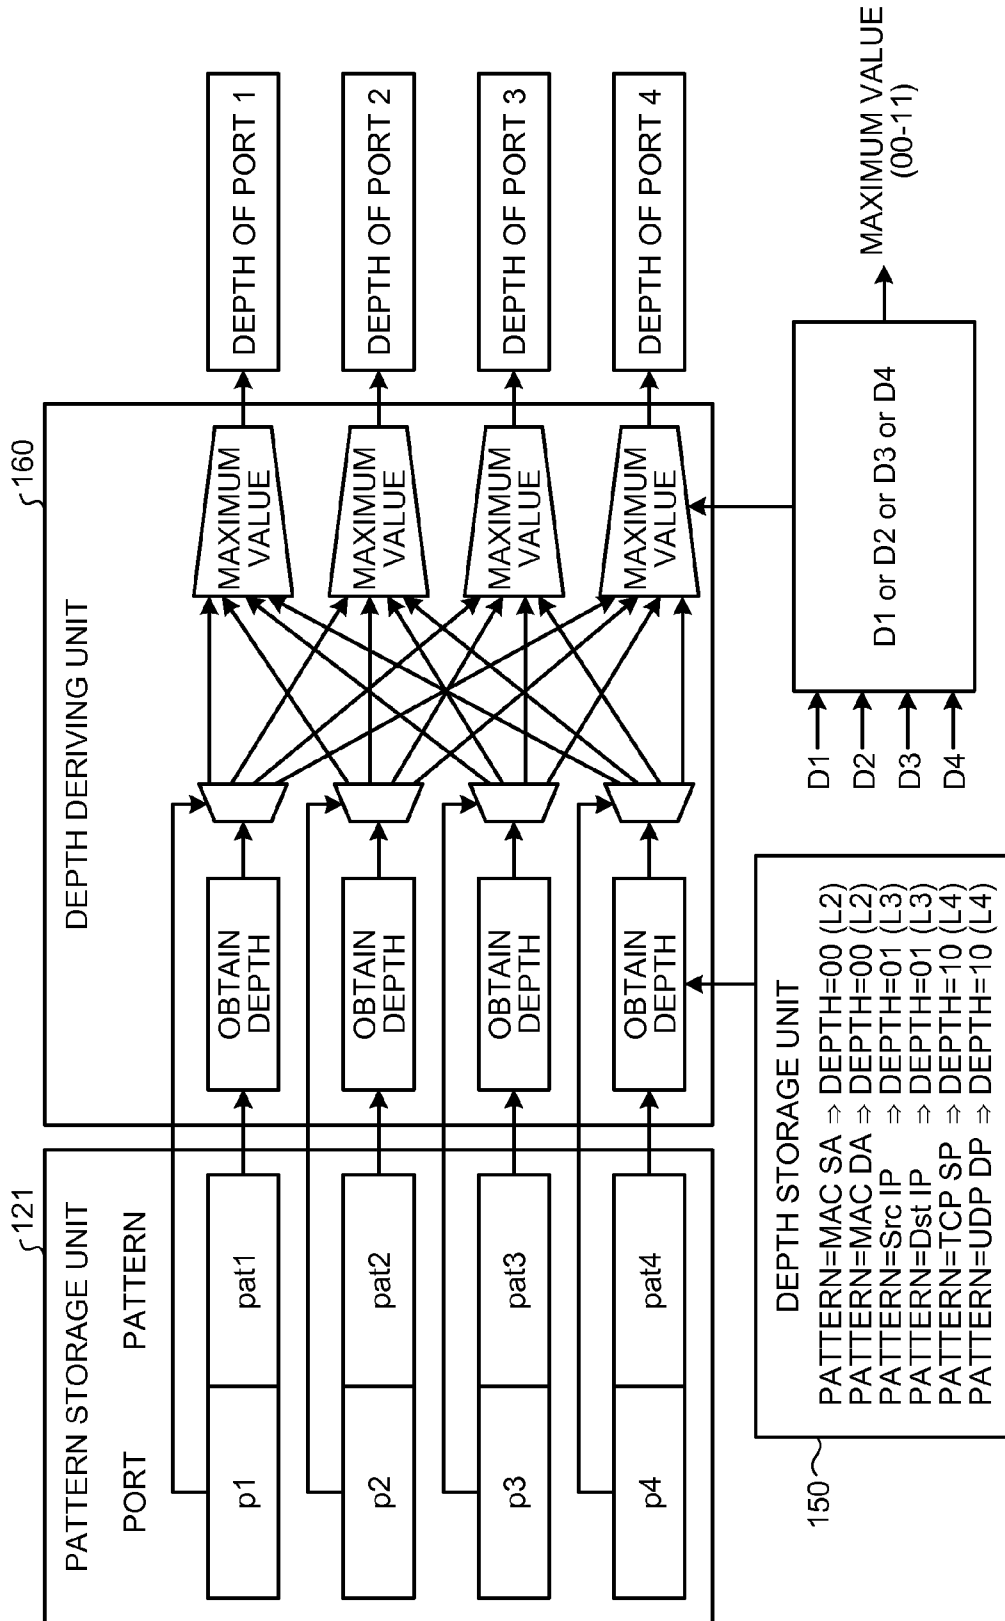 121
PATTERN STORAGE UNIT
PORT
PATTERN
p1
pat1
p2
pat2
p3
pat3
p4
pat4
160
DEPTH DERIVING UNIT
OBTAIN
DEPTH
OBTAIN
DEPTH
OBTAIN
DEPTH
OBTAIN
DEPTH
MAXIMUM
VALUE
MAXIMUM
VALUE
MAXIMUM
VALUE
MAXIMUM
VALUE
DEPTH OF PORT 1
DEPTH OF PORT 2
DEPTH OF PORT 3
DEPTH OF PORT 4
150
DEPTH STORAGE UNIT
PATTERN=MAC SA ⇒ DEPTH=00 (L2)
PATTERN=MAC DA ⇒ DEPTH=00 (L2)
PATTERN=Src IP ⇒ DEPTH=01 (L3)
PATTERN=Dst IP ⇒ DEPTH=01 (L3)
PATTERN=TCP SP ⇒ DEPTH=10 (L4)
PATTERN=UDP DP ⇒ DEPTH=10 (L4)
D1
D2
D3
D4
D1 or D2 or D3 or D4
MAXIMUM VALUE
(00-11)